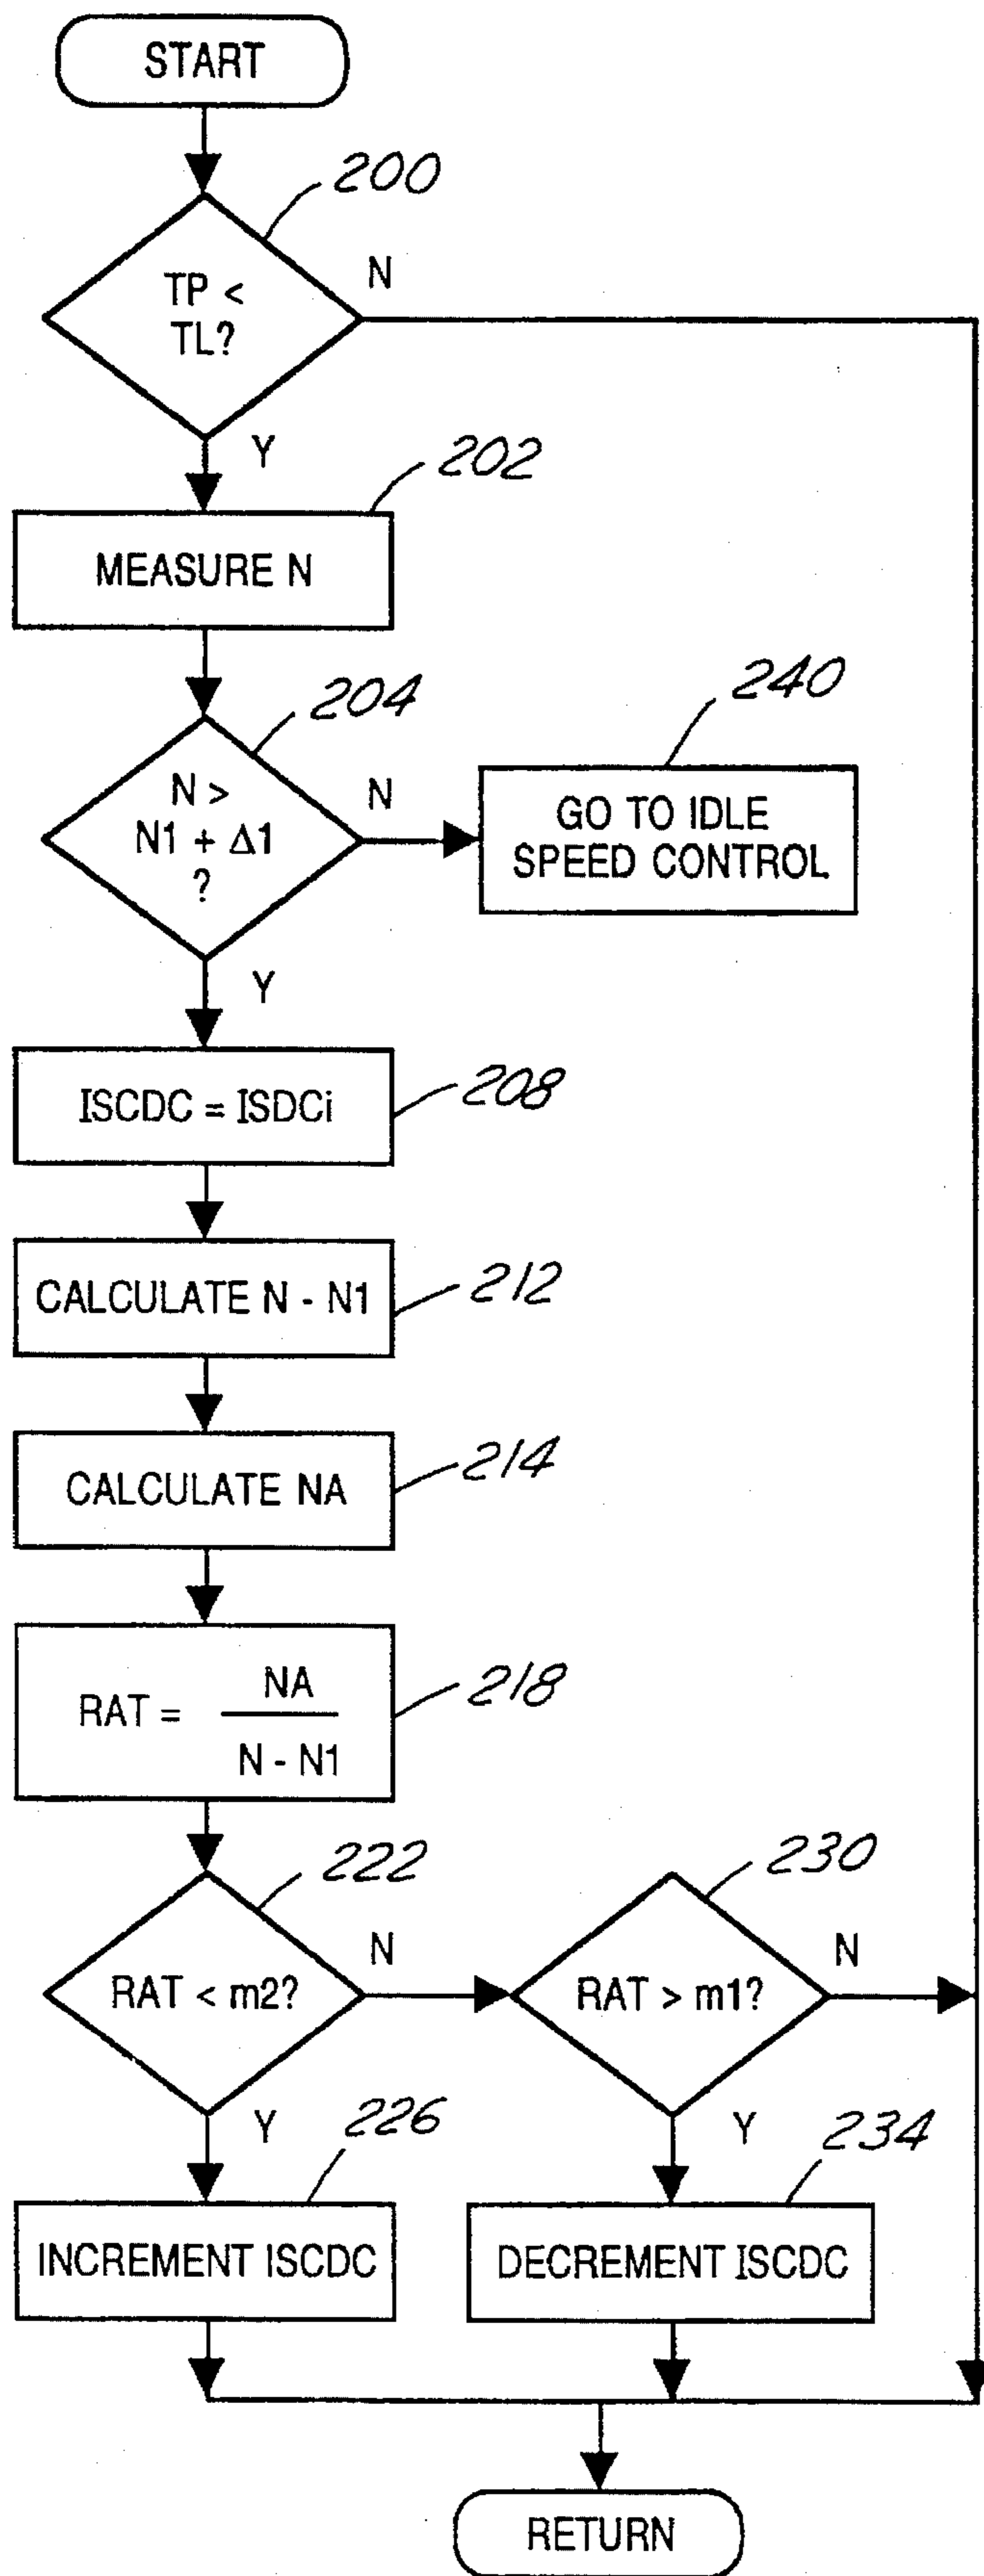 START
200
TP <
TL?
N
Y
202
MEASURE N
204
N >
N1 + Δ1
?
N
240
GO TO IDLE
SPEED CONTROL
Y
ISCDC = ISDCi
208
CALCULATE N - N1
212
CALCULATE NA
214
RAT = NA
N - N1
218
222
RAT < m2?
N
230
RAT > m1?
N
Y
226
Y
234
INCREMENT ISCDC
DECREMENT ISCDC
RETURN